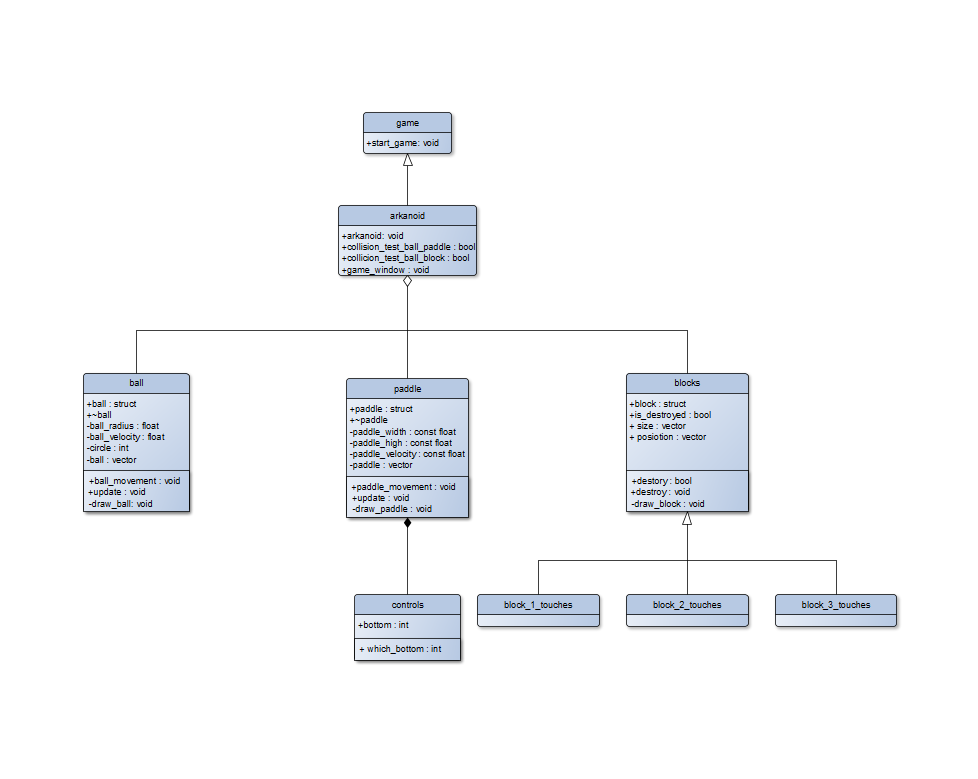 game
+start_game: void
arkanoid
+arkanoid: void
+collision_test_ball_paddle : bool
+collicion_test_ball_block : bool
+game_window : void
ball
+ball : struct
+~ball
-ball_radius : float
-ball_velocity : float
-circle : int
-ball : vector
+ball_movement : void
+update : void
-draw_ball: void
paddle
+paddle : struct
+~paddle
-paddle_width : const float
-paddle_high : const float
-paddle_velocity : const float
-paddle : vector
+paddle_movement : void
+update : void
-draw_paddle : void
blocks
+block : struct
+is_destroyed : bool
+ size : vector
+ posiotion : vector
+destory : bool
+destroy : void
-draw_block : void
controls
+bottom : int
+ which_bottom : int
block_1_touches
block_2_touches
block_3_touches